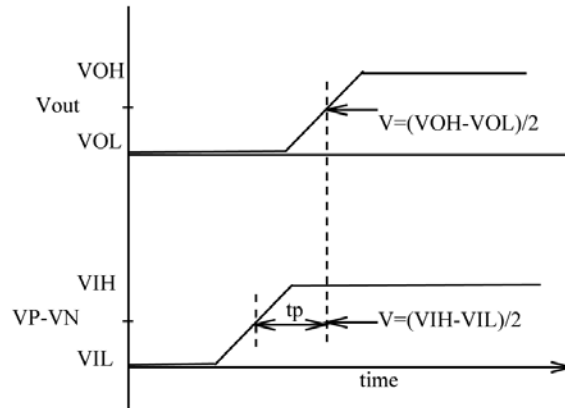 VOH
Vout
V=(VOH-VOL)/2
VOL
VIH
tp
VP-VN
V=(VIH-VIL)/2
VIL
time